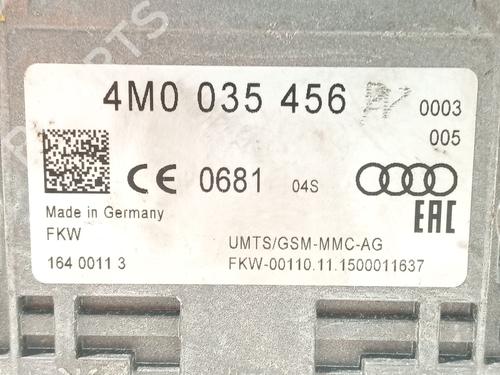 4M0 035 456
0003
005
CE 0681 04S
Made in Germany
EAC
FKW
UMTS/GSM-MMC-AG
164 0011 3
FKW-00110.11.1500011637